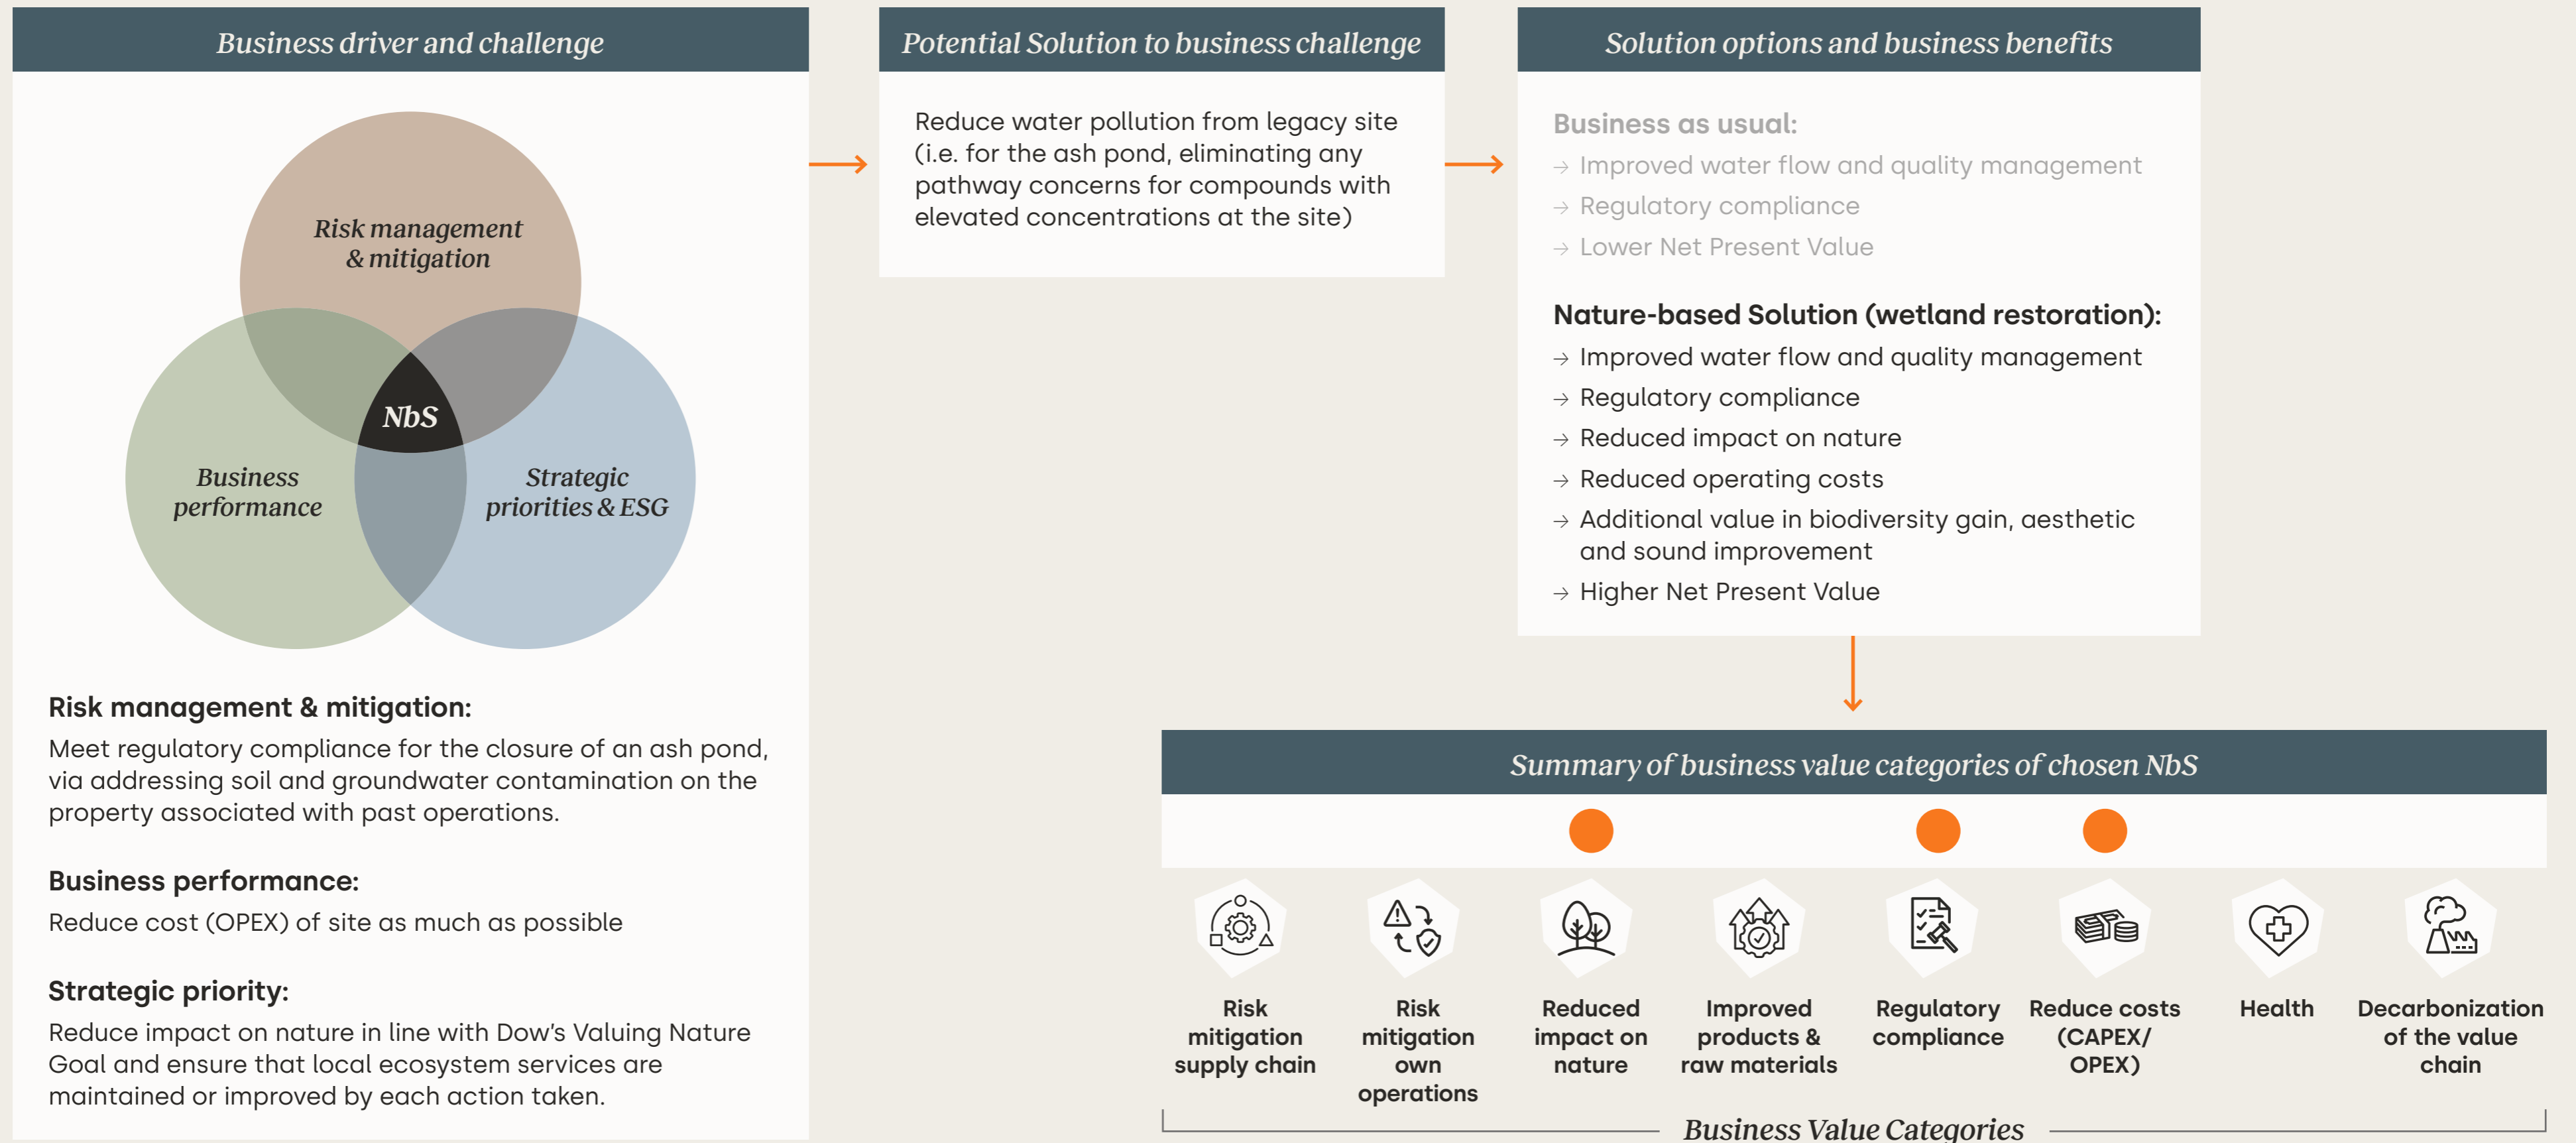 Business driver and challenge
Risk management
& mitigation
NbS
Business
performance
Strategic
priorities & ESG
Risk management & mitigation:
Meet regulatory compliance for the closure of an ash pond,
via addressing soil and groundwater contamination on the
property associated with past operations.
Business performance:
Reduce cost (OPEX) of site as much as possible
Strategic priority:
Reduce impact on nature in line with Dow’s Valuing Nature
Goal and ensure that local ecosystem services are
maintained or improved by each action taken.
Potential Solution to business challenge
Reduce water pollution from legacy site
(i.e. for the ash pond, eliminating any
pathway concerns for compounds with
elevated concentrations at the site)
Solution options and business benefits
Business as usual:
→ Improved water flow and quality management
→ Regulatory compliance
→ Lower Net Present Value
Nature-based Solution (wetland restoration):
→ Improved water flow and quality management
→ Regulatory compliance
→ Reduced impact on nature
→ Reduced operating costs
→ Additional value in biodiversity gain, aesthetic
and sound improvement
→ Higher Net Present Value
Summary of business value categories of chosen NbS
Risk
mitigation
supply chain
Risk
mitigation
own
operations
Reduced
impact on
nature
Improved
products &
raw materials
Regulatory
compliance
Reduce costs
(CAPEX/
OPEX)
Health
Decarbonization
of the value
chain
Business Value Categories